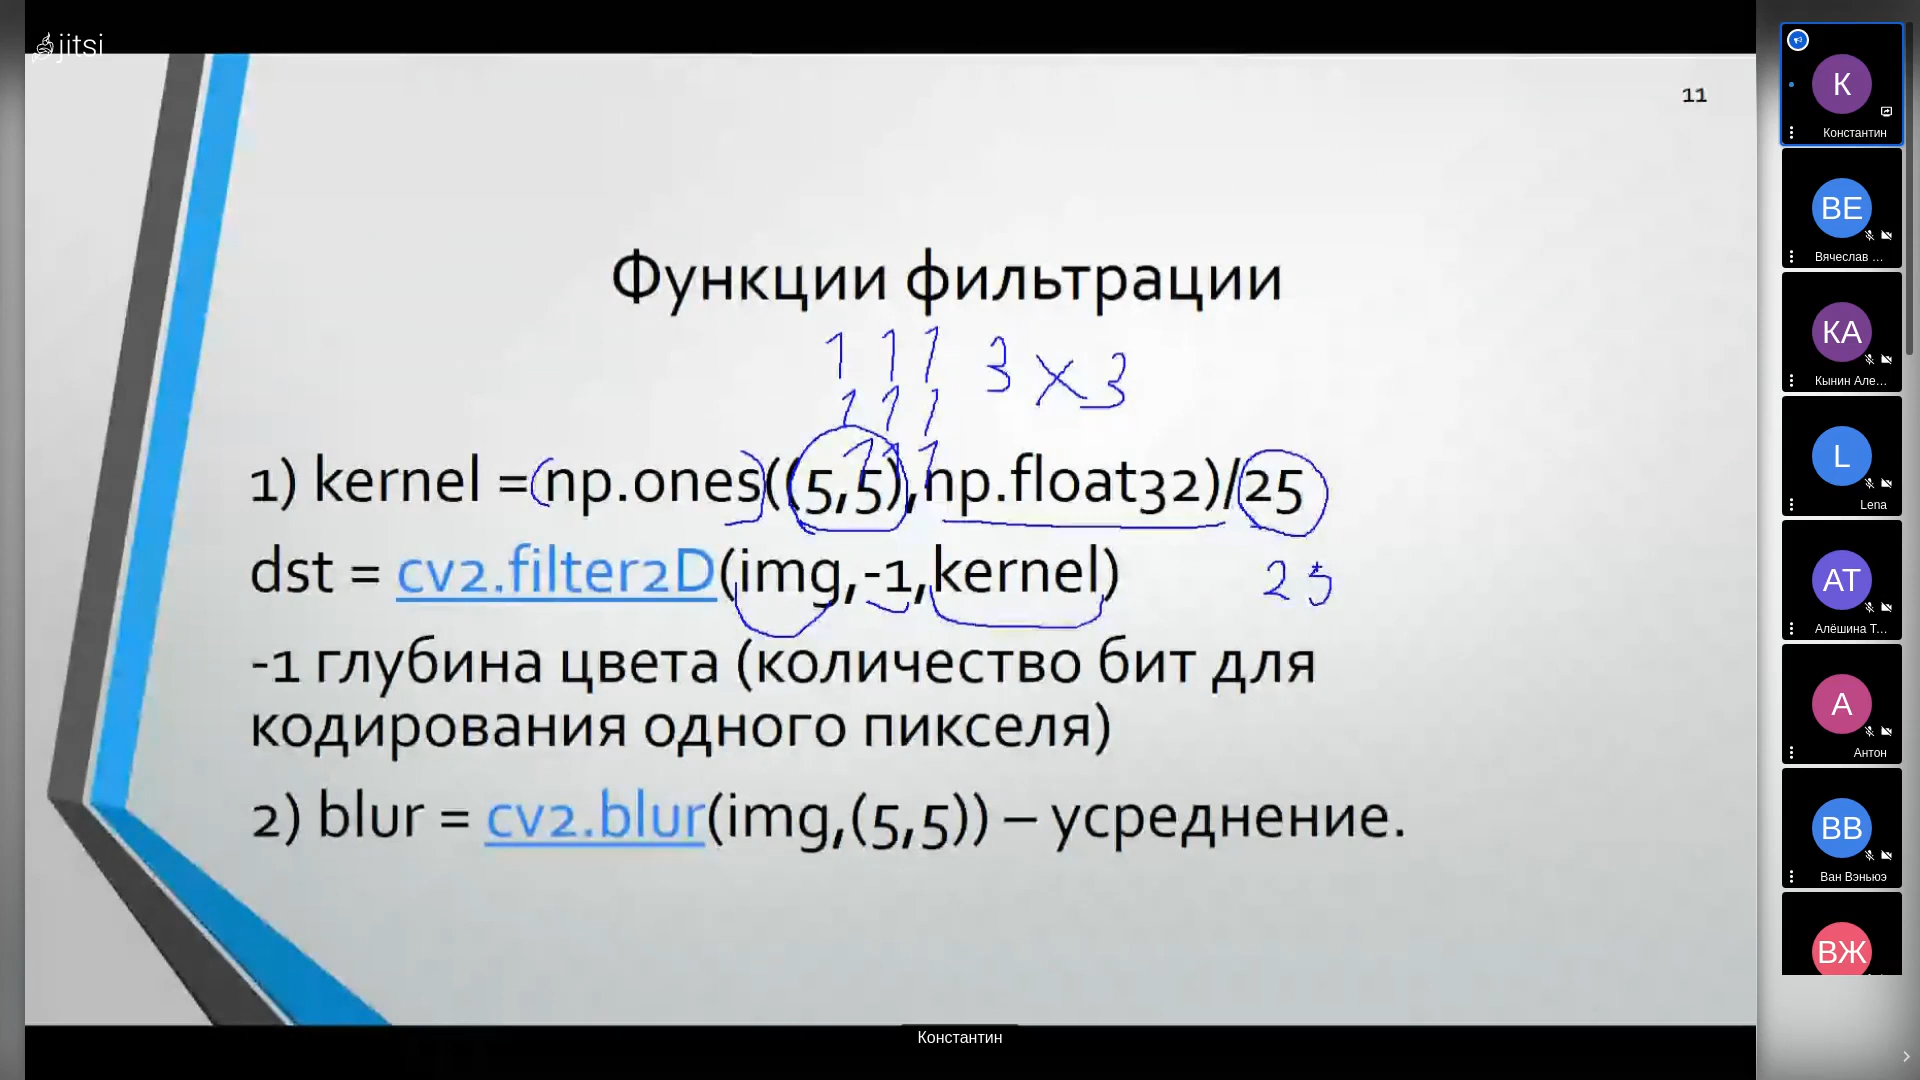 jitsi
11
Функции фильтрации
1 1 1 3 x 3
1 1 1
1 1 1
1) kernel =(np.ones((5,5),np.float32)/25
dst = cv2.filter2D(img,-1,kernel)
25
-1 глубина цвета (количество бит для
кодирования одного пикселя)
2) blur = cv2.blur(img,(5,5)) – усреднение.
Константин
К
Константин
ВЕ
Вячеслав ...
КА
Кынин Але...
L
Lena
АТ
Алёшина Т...
А
Антон
ВВ
Ван Вэньюэ
ВЖ